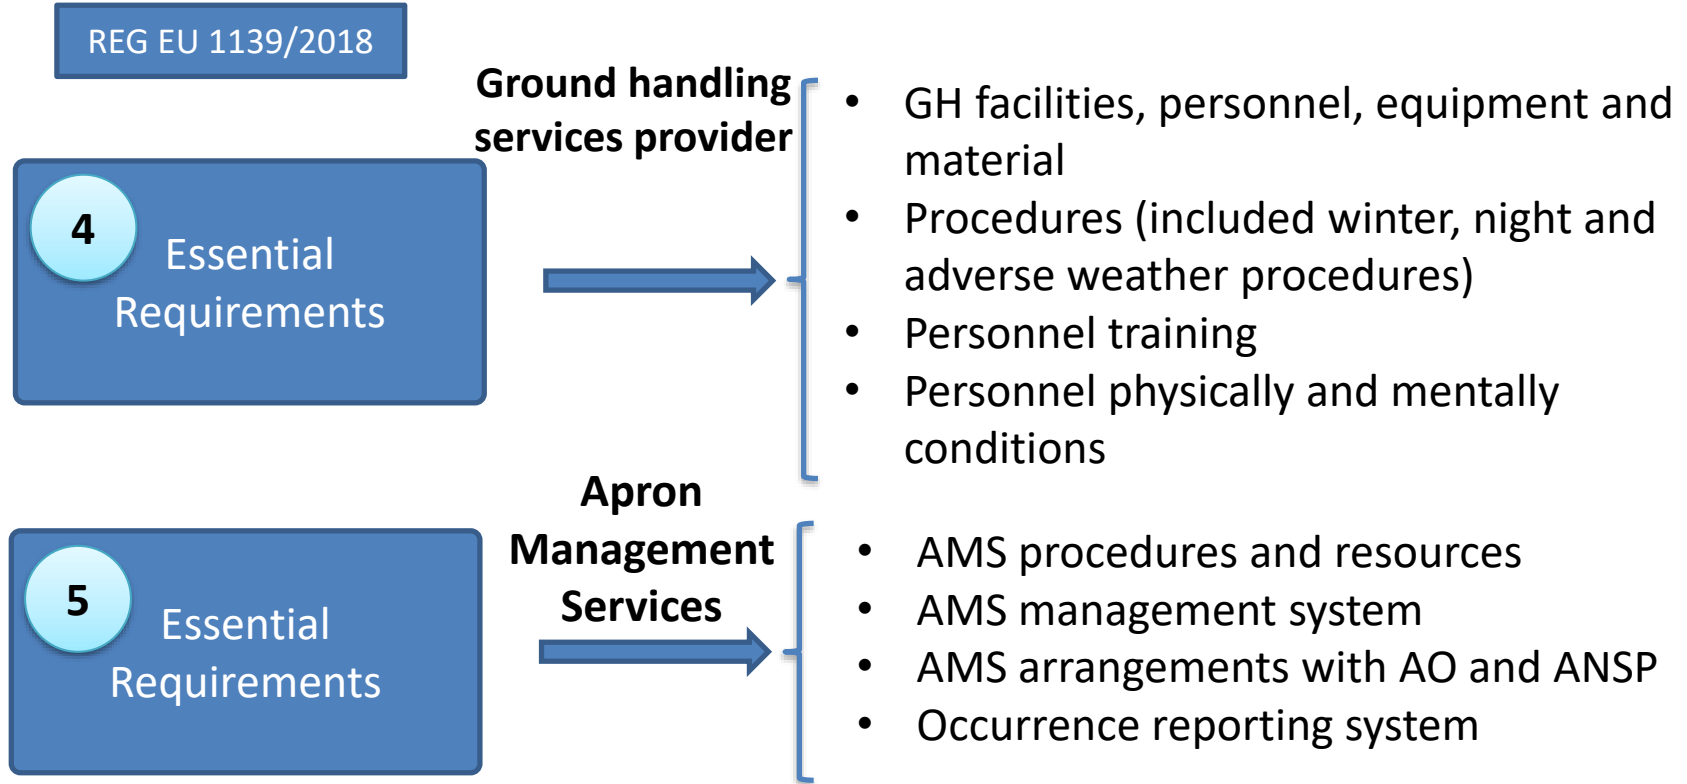 REG EU 1139/2018
Ground handling
services provider
4
Essential
Requirements
• GH facilities, personnel, equipment and
material
• Procedures (included winter, night and
adverse weather procedures)
• Personnel training
• Personnel physically and mentally
conditions
Apron
Management
Services
5
Essential
Requirements
• AMS procedures and resources
• AMS management system
• AMS arrangements with AO and ANSP
• Occurrence reporting system